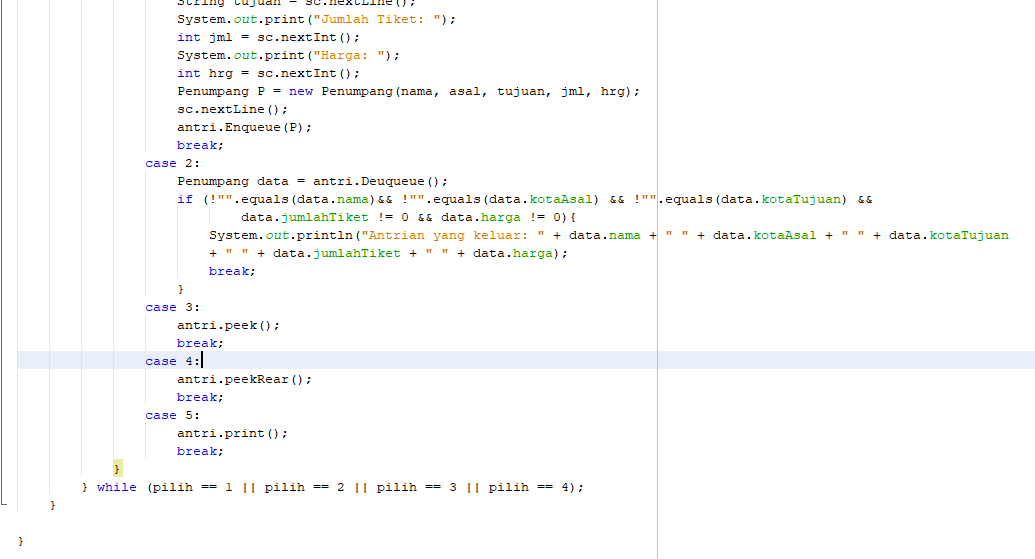 String tujuan = sc.nextLine();
System.out.print("Jumlah Tiket: ");
int jml = sc.nextInt();
System.out.print("Harga: ");
int hrg = sc.nextInt();
Penumpang P = new Penumpang(nama, asal, tujuan, jml, hrg);
sc.nextLine();
antri.Enqueue(P);
break;
case 2:
Penumpang data = antri.Deuqueue();
if (!"".equals(data.nama)&& !"".equals(data.kotaAsal) && !"".equals(data.kotaTujuan) &&
data.jumlahTiket != 0 && data.harga != 0){
System.out.println("Antrian yang keluar: " + data.nama + " " + data.kotaAsal + " " + data.kotaTujuan
+ " " + data.jumlahTiket + " " + data.harga);
break;
}
case 3:
antri.peek();
break;
case 4:
antri.peekRear();
break;
case 5:
antri.print();
break;
}
} while (pilih == 1 || pilih == 2 || pilih == 3 || pilih == 4);
}
}